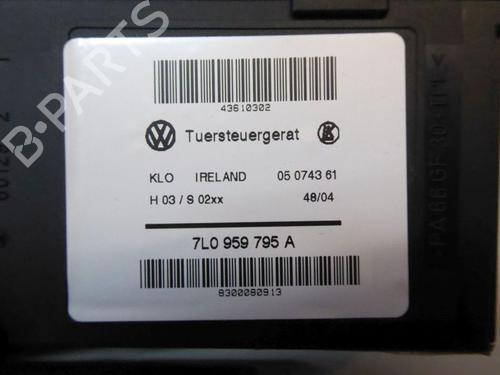 43610302
Tuersteuergerat
KLO IRELAND 05 0743 61
H 03 / S 02xx 48/04
7L0 959 795 A
8300080913
B-PARTS